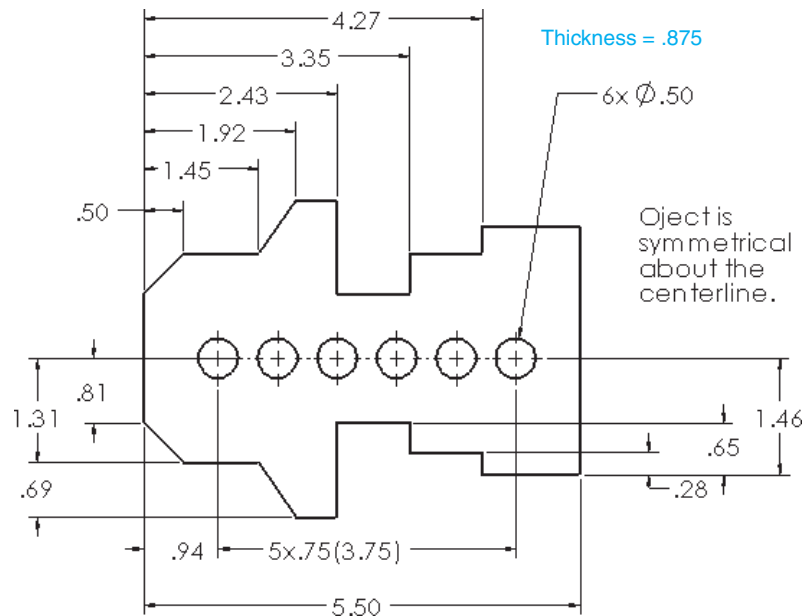 4.27
Thickness = .875
3.35
2.43
6x Ø.50
1.92
1.45
.50
Oject is
symmetrical
about the
centerline.
.81
1.31
1.46
.65
.69
.28
.94
5x.75(3.75)
5.50